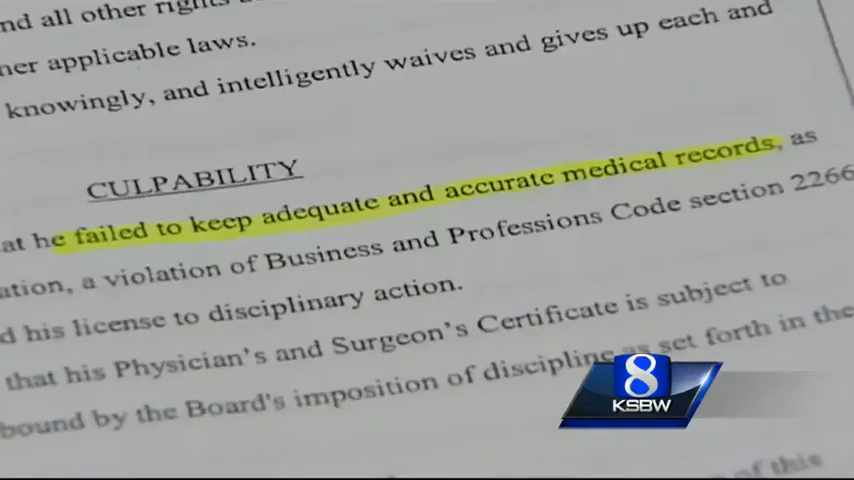 nd all other rights
ner applicable laws.
knowingly, and intelligently waives and gives up each and
CULPABILITY
at he failed to keep adequate and accurate medical records, as
ation, a violation of Business and Professions Code section 2266
d his license to disciplinary action.
that his Physician's and Surgeon's Certificate is subject to
bound by the Board's imposition of discipline as set forth in the
of this
8
KSBW